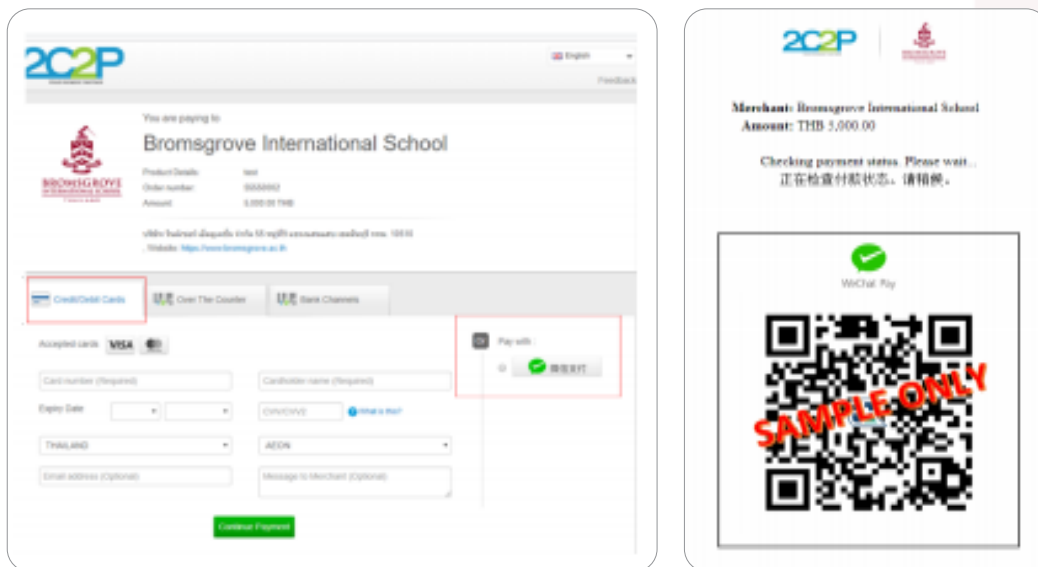 2C2P
English
Feedback
You are paying to
Bromsgrove International School
BROMSGROVE
INTERNATIONAL SCHOOL
THAILAND
Product Details: test
Order number:
Amount: 5,000.00 THB
Website: https://www.bromsgrove.ac.th
Credit/Debit Cards
Over The Counter
Bank Channels
Accepted cards VISA
Or Pay with :
微信支付
Card number (Required)
Cardholder name (Required)
Expiry Date
CVV/CVV2
What is this?
THAILAND
AEON
Email address (Optional)
Message to Merchant (Optional)
Continue Payment
2C2P
BROMSGROVE
Merchant: Bromsgrove International School
Amount: THB 5,000.00
Checking payment status. Please wait...
正在检查付款状态。请稍候。
WeChat Pay
SAMPLE ONLY